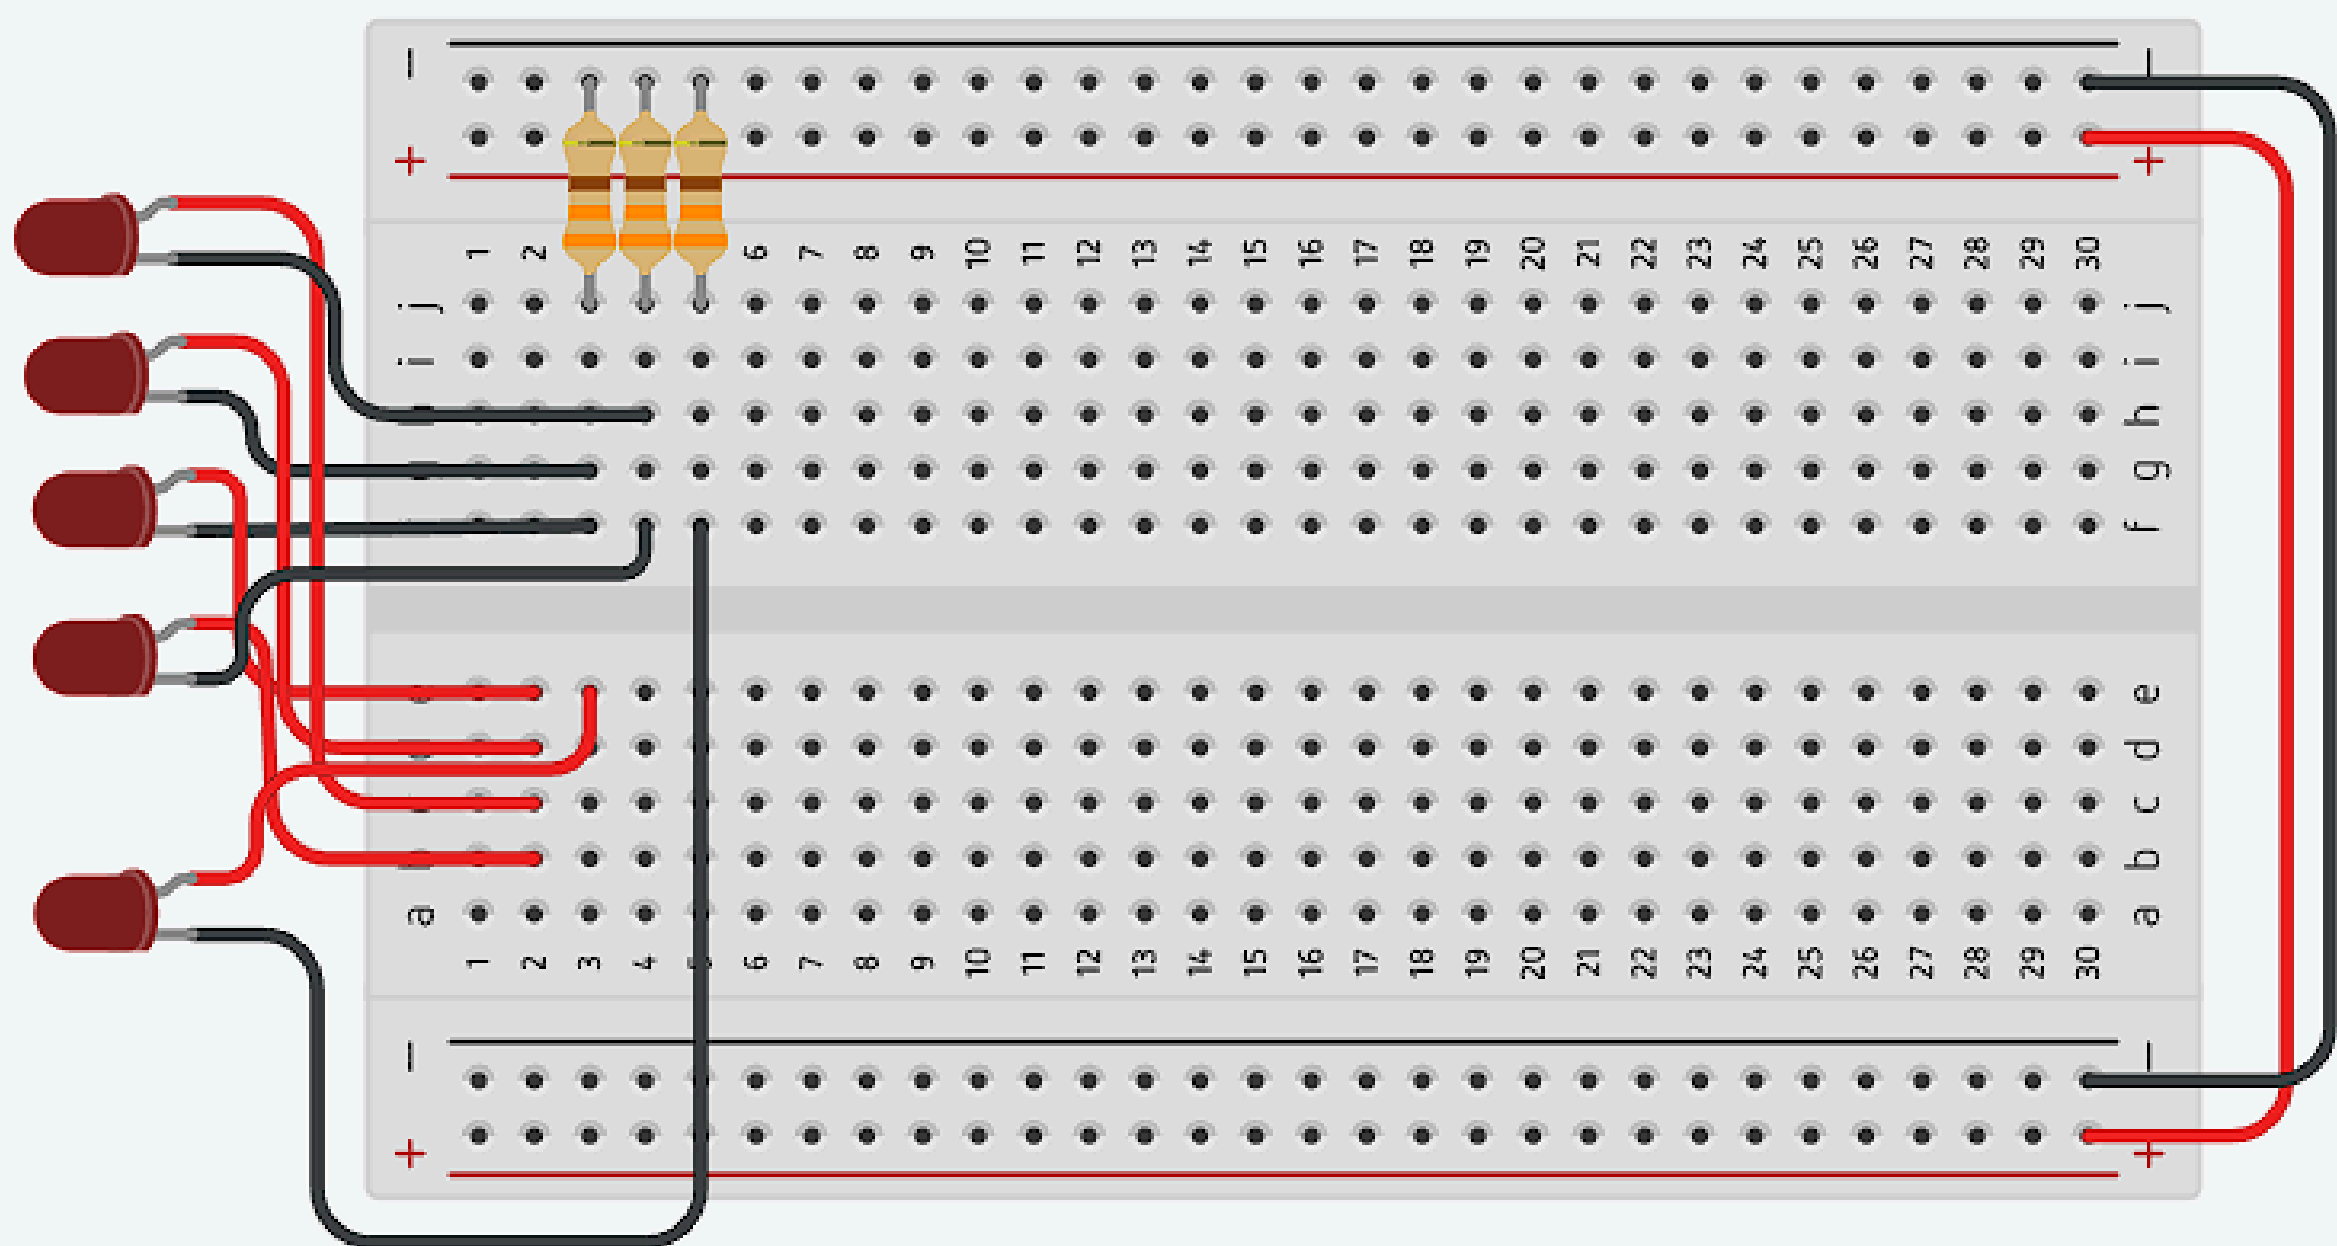 − −
+ +
1 2 6 7 8 9 10 11 12 13 14 15 16 17 18 19 20 21 22 23 24 25 26 27 28 29 30
j j
i i
h
g
f
e
d
c
b
a a
1 2 3 4 6 7 8 9 10 11 12 13 14 15 16 17 18 19 20 21 22 23 24 25 26 27 28 29 30
− −
+ +